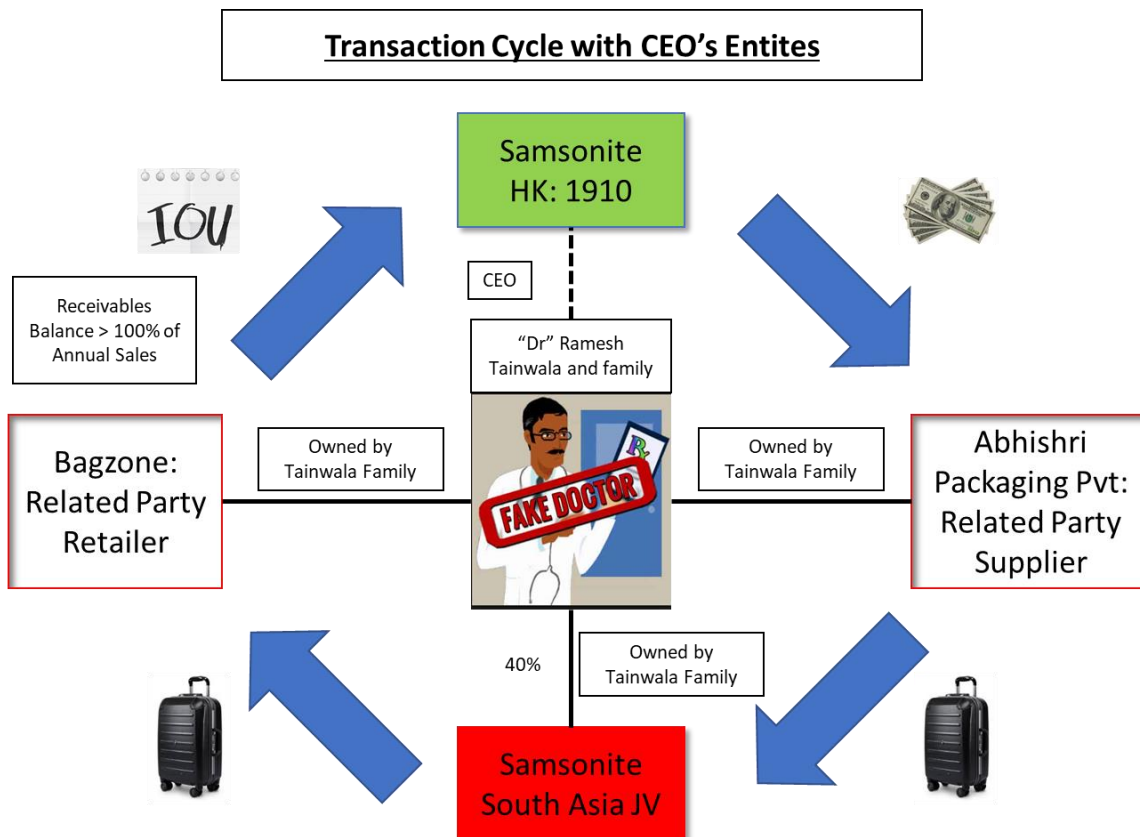 Transaction Cycle with CEO's Entites
Samsonite
HK: 1910
IOU
CEO
Receivables
Balance > 100% of
Annual Sales
"Dr" Ramesh
Tainwala and family
Bagzone:
Related Party
Retailer
Owned by
Tainwala Family
Rx
FAKE DOCTOR
Owned by
Tainwala Family
Abhishri
Packaging Pvt:
Related Party
Supplier
40%
Owned by
Tainwala Family
Samsonite
South Asia JV